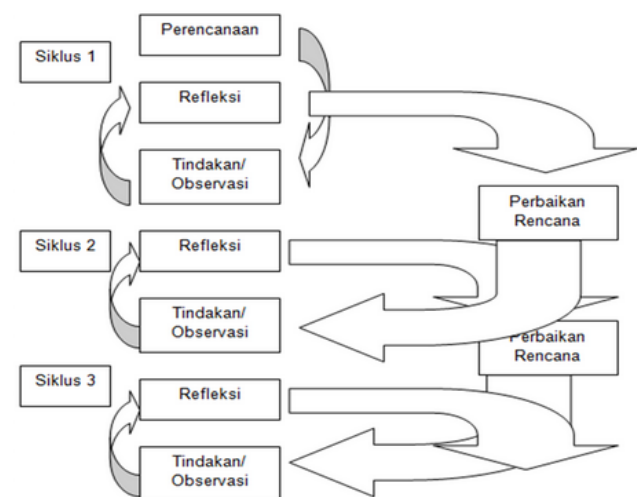 Perencanaan
Siklus 1
Refleksi
Tindakan/
Observasi
Perbaikan
Rencana
Siklus 2
Refleksi
Tindakan/
Observasi
Perbaikan
Rencana
Siklus 3
Refleksi
Tindakan/
Observasi